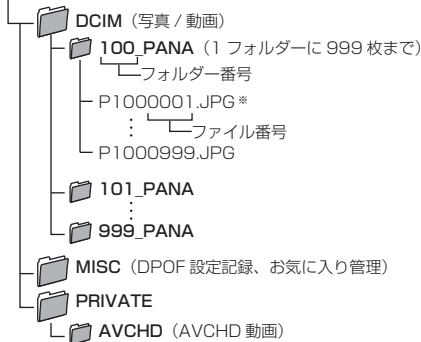 DCIM（写真 / 動画）
100_PANA（1 フォルダーに 999 枚まで）
フォルダー番号
P1000001.JPG※
ファイル番号
P1000999.JPG
101_PANA
999_PANA
MISC（DPOF 設定記録、お気に入り管理）
PRIVATE
AVCHD（AVCHD 動画）